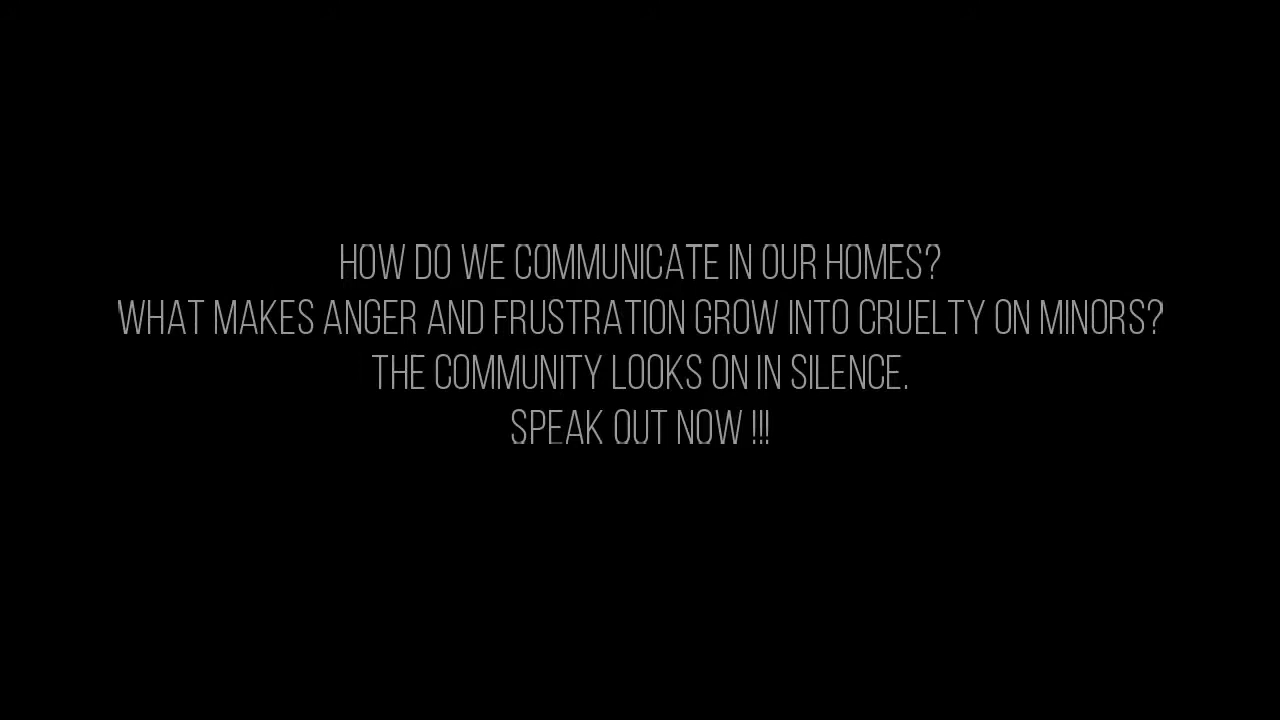 HOW DO WE COMMUNICATE IN OUR HOMES?
WHAT MAKES ANGER AND FRUSTRATION GROW INTO CRUELTY ON MINORS?
THE COMMUNITY LOOKS ON IN SILENCE.
SPEAK OUT NOW !!!